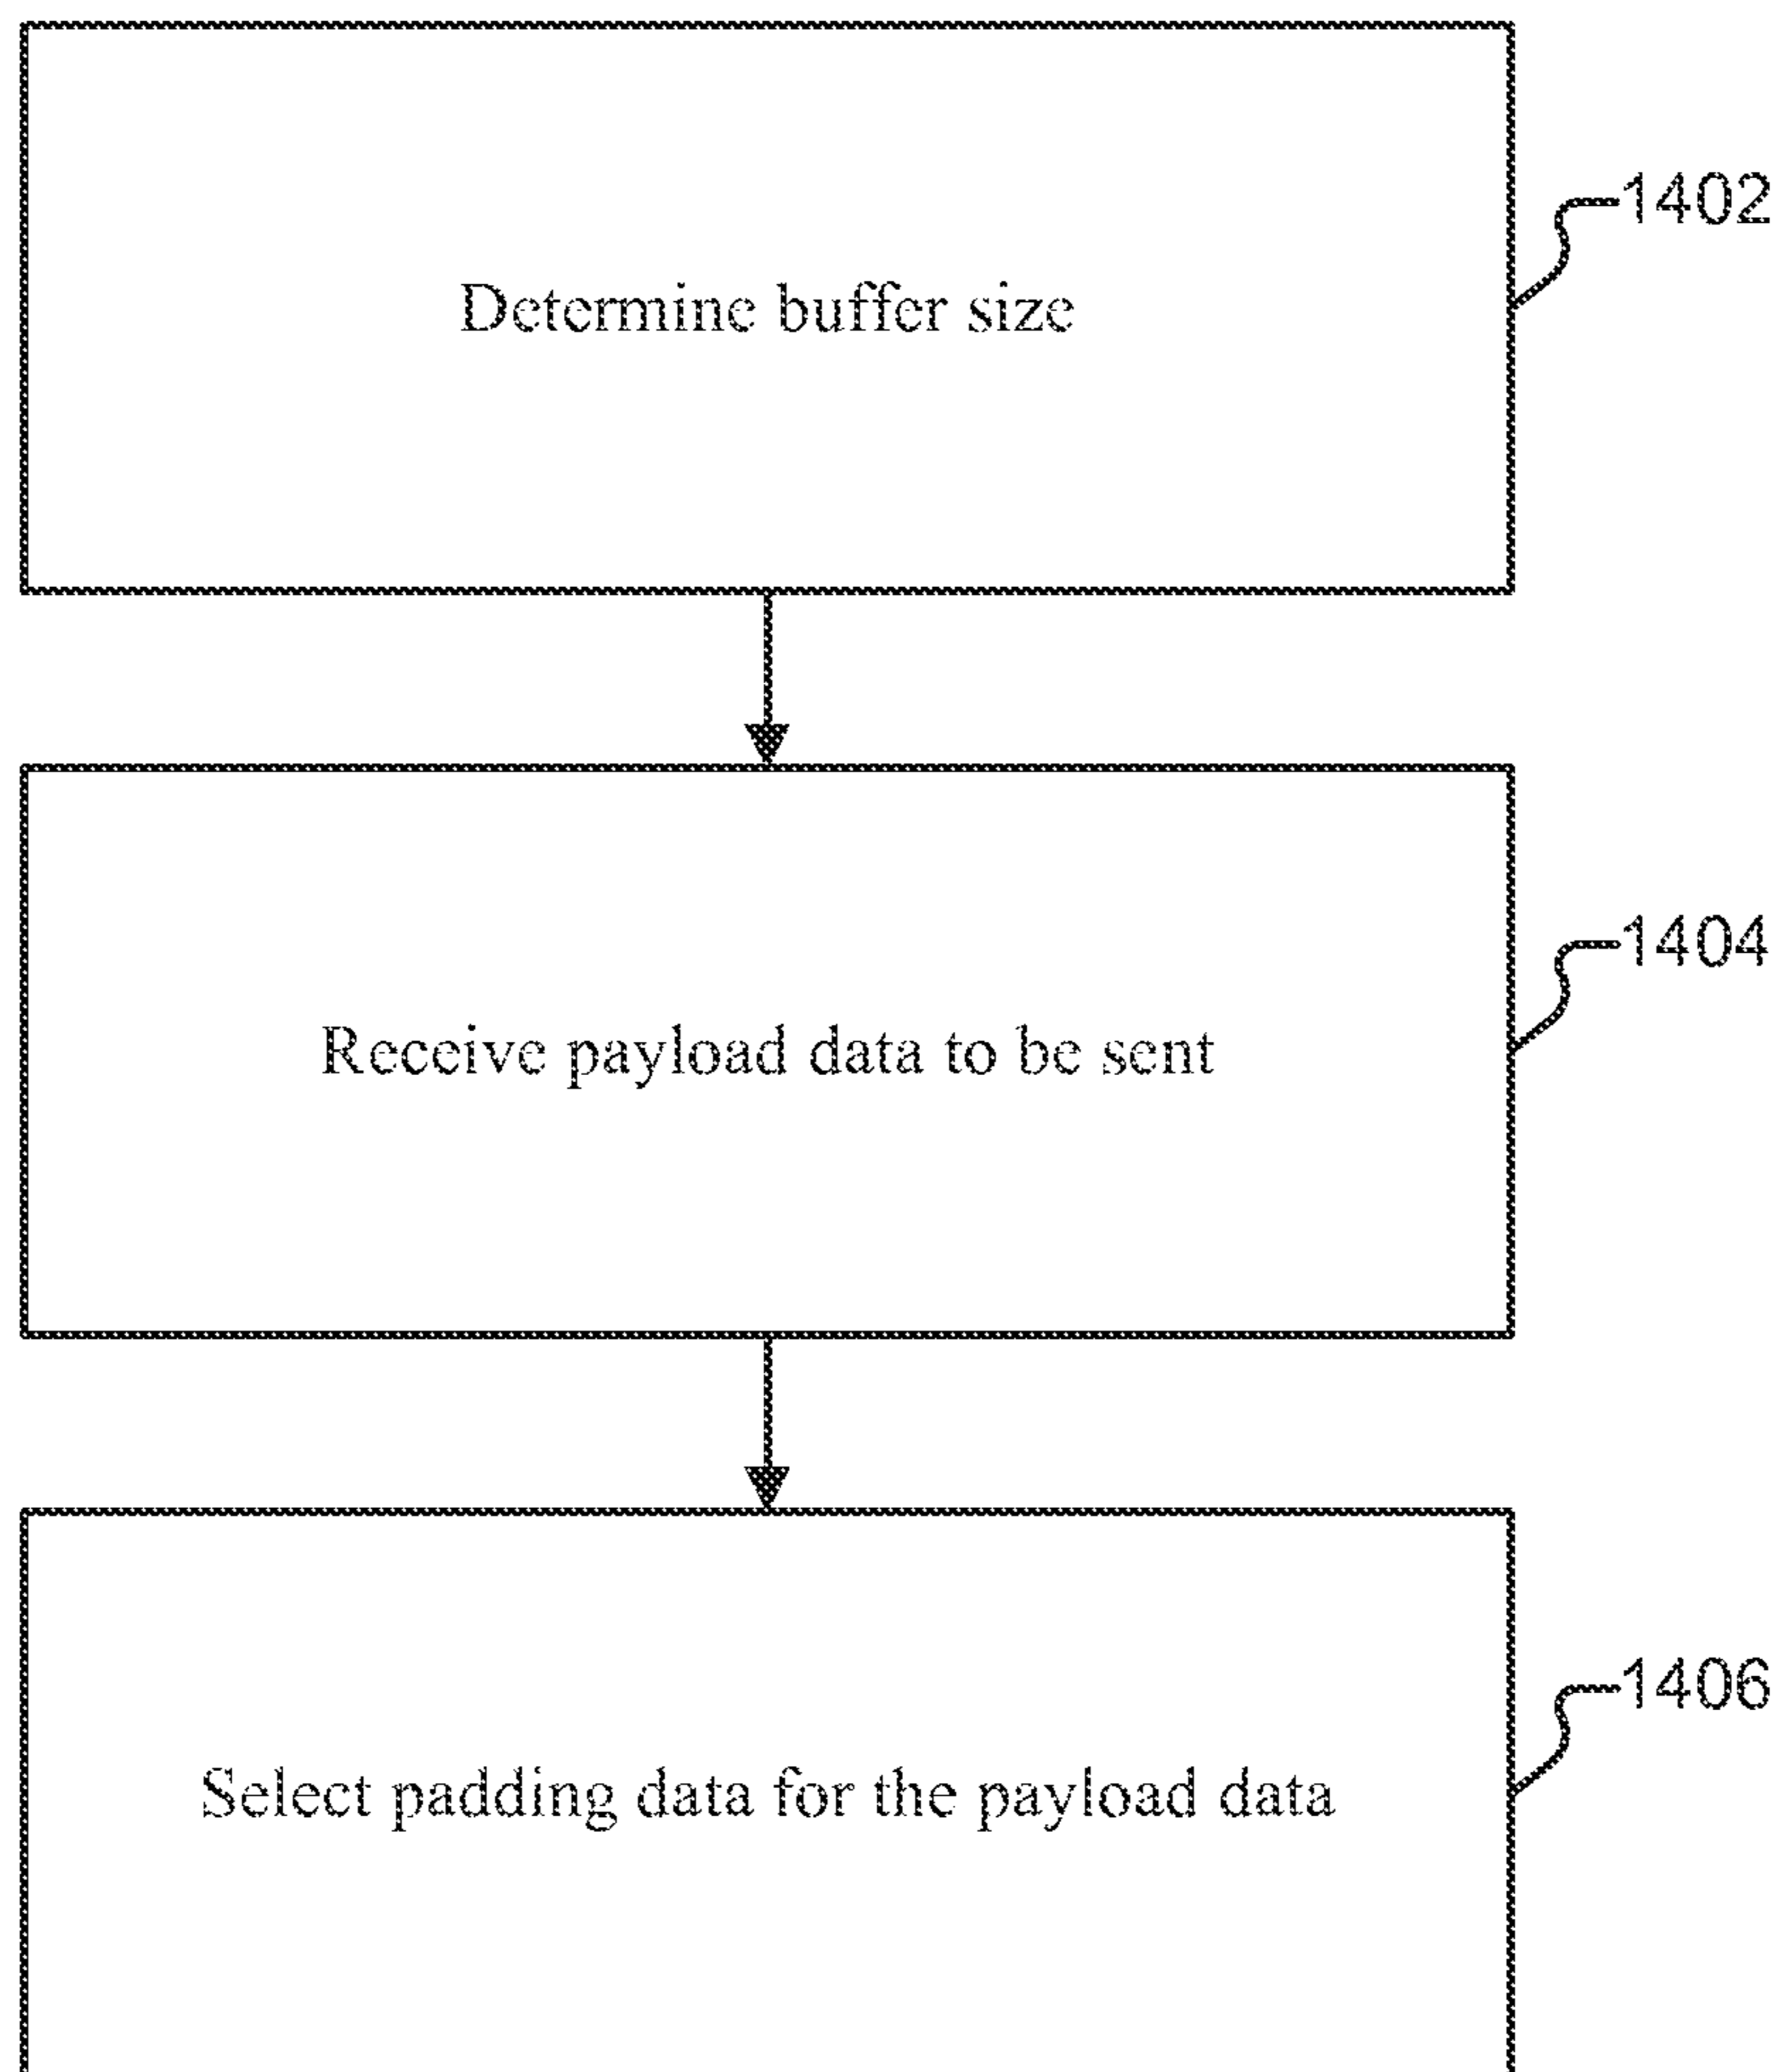 1402
Determine buffer size
1404
Receive payload data to be sent
1406
Select padding data for the payload data